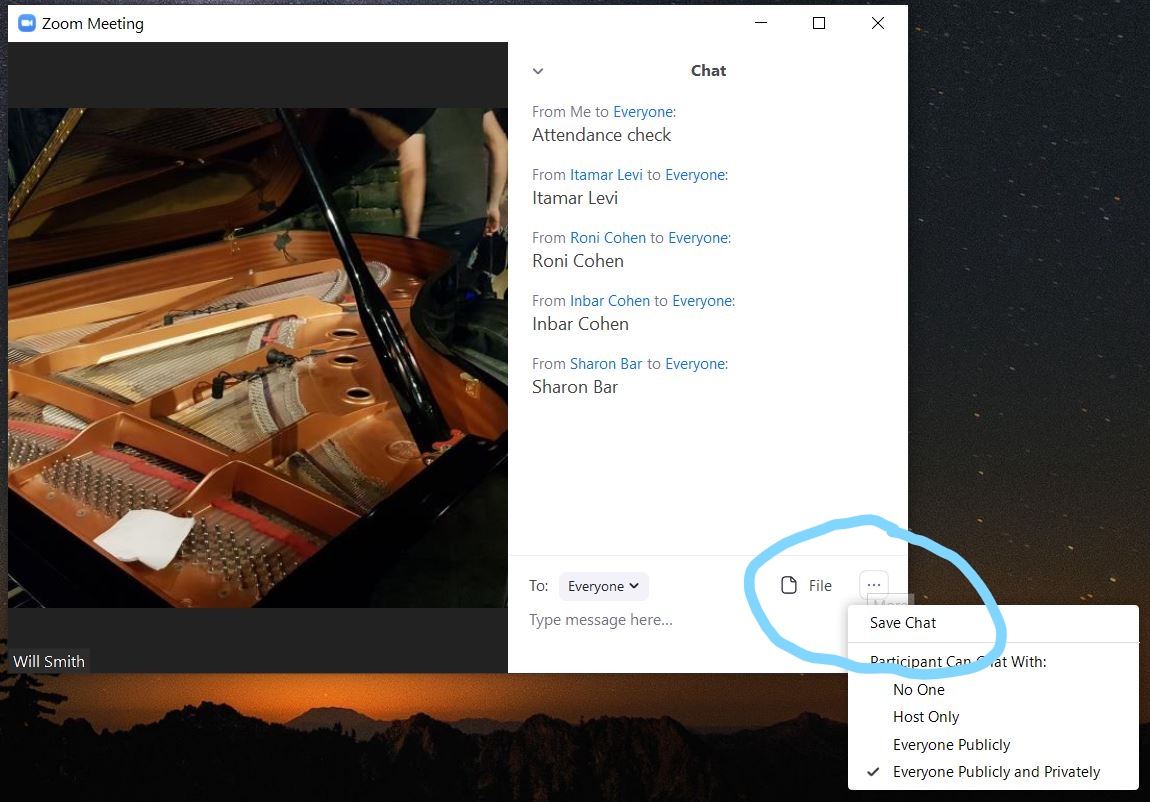 Zoom Meeting
Chat
From Me to Everyone:
Attendance check
From Itamar Levi to Everyone:
Itamar Levi
From Roni Cohen to Everyone:
Roni Cohen
From Inbar Cohen to Everyone:
Inbar Cohen
From Sharon Bar to Everyone:
Sharon Bar
To: Everyone File ...
More
Type message here...
Save Chat
Will Smith
Participant Can Chat With:
No One
Host Only
Everyone Publicly
Everyone Publicly and Privately